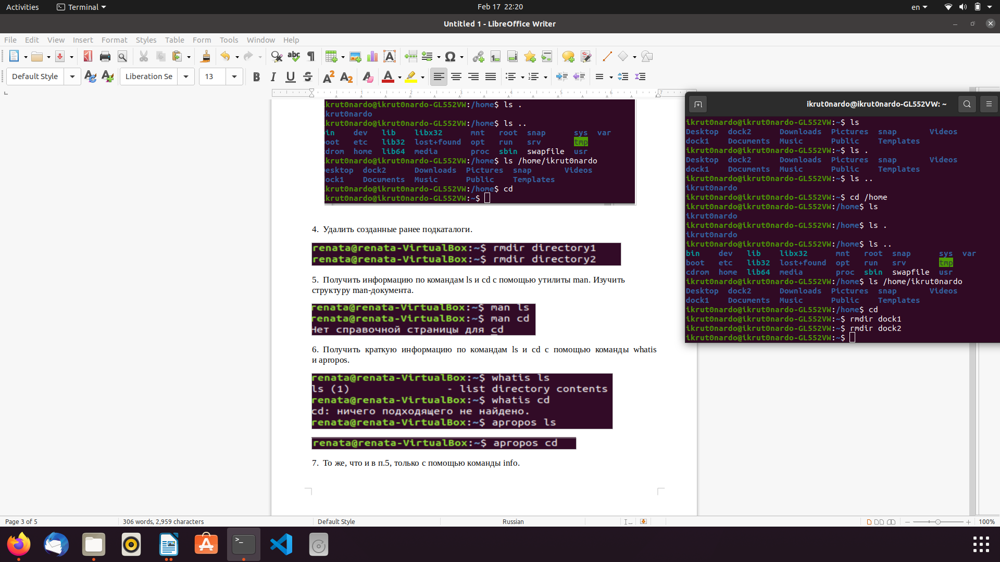 Activities
Terminal
Feb 17 22:20
en
Untitled 1 - LibreOffice Writer
File Edit View Insert Format Styles Table Form Tools Window Help
Default Style
Liberation Se
13
1 2 3 4 5 6 7
ikrut0nardo@ikrut0nardo-GL552VW:/home$ ls .
ikrut0nardo
ikrut0nardo@ikrut0nardo-GL552VW:/home$ ls ..
in dev lib libx32 mnt root snap sys var
oot etc lib32 lost+found opt run srv tmp
drom home lib64 media proc sbin swapfile usr
krut0nardo@ikrut0nardo-GL552VW:/home$ ls /home/ikrut0nardo
esktop dock2 Downloads Pictures snap Videos
ock1 Documents Music Public Templates
krut0nardo@ikrut0nardo-GL552VW:/home$ cd
krut0nardo@ikrut0nardo-GL552VW:~$
4. Удалить созданные ранее подкаталоги.
renata@renata-VirtualBox:~$ rmdir directory1
renata@renata-VirtualBox:~$ rmdir directory2
5. Получить информацию по командам ls и cd с помощью утилиты man. Изучить
структуру man-документа.
renata@renata-VirtualBox:~$ man ls
renata@renata-VirtualBox:~$ man cd
Нет справочной страницы для cd
6. Получить краткую информацию по командам ls и cd с помощью команды whatis
и apropos.
renata@renata-VirtualBox:~$ whatis ls
ls (1) - list directory contents
renata@renata-VirtualBox:~$ whatis cd
cd: ничего подходящего не найдено.
renata@renata-VirtualBox:~$ apropos ls
renata@renata-VirtualBox:~$ apropos cd
7. То же, что и в п.5, только с помощью команды info.
ikrut0nardo@ikrut0nardo-GL552VW: ~
ikrut0nardo@ikrut0nardo-GL552VW:~$ ls
Desktop dock2 Downloads Pictures snap Videos
dock1 Documents Music Public Templates
ikrut0nardo@ikrut0nardo-GL552VW:~$ ls .
Desktop dock2 Downloads Pictures snap Videos
dock1 Documents Music Public Templates
ikrut0nardo@ikrut0nardo-GL552VW:~$ ls ..
ikrut0nardo
ikrut0nardo@ikrut0nardo-GL552VW:~$ cd /home
ikrut0nardo@ikrut0nardo-GL552VW:/home$ ls
ikrut0nardo
ikrut0nardo@ikrut0nardo-GL552VW:/home$ ls .
ikrut0nardo
ikrut0nardo@ikrut0nardo-GL552VW:/home$ ls ..
bin dev lib libx32 mnt root snap sys var
boot etc lib32 lost+found opt run srv tmp
cdrom home lib64 media proc sbin swapfile usr
ikrut0nardo@ikrut0nardo-GL552VW:/home$ ls /home/ikrut0nardo
Desktop dock2 Downloads Pictures snap Videos
dock1 Documents Music Public Templates
ikrut0nardo@ikrut0nardo-GL552VW:/home$ cd
ikrut0nardo@ikrut0nardo-GL552VW:~$ rmdir dock1
ikrut0nardo@ikrut0nardo-GL552VW:~$ rmdir dock2
ikrut0nardo@ikrut0nardo-GL552VW:~$
Page 3 of 5
306 words, 2,959 characters
Default Style
Russian
100%